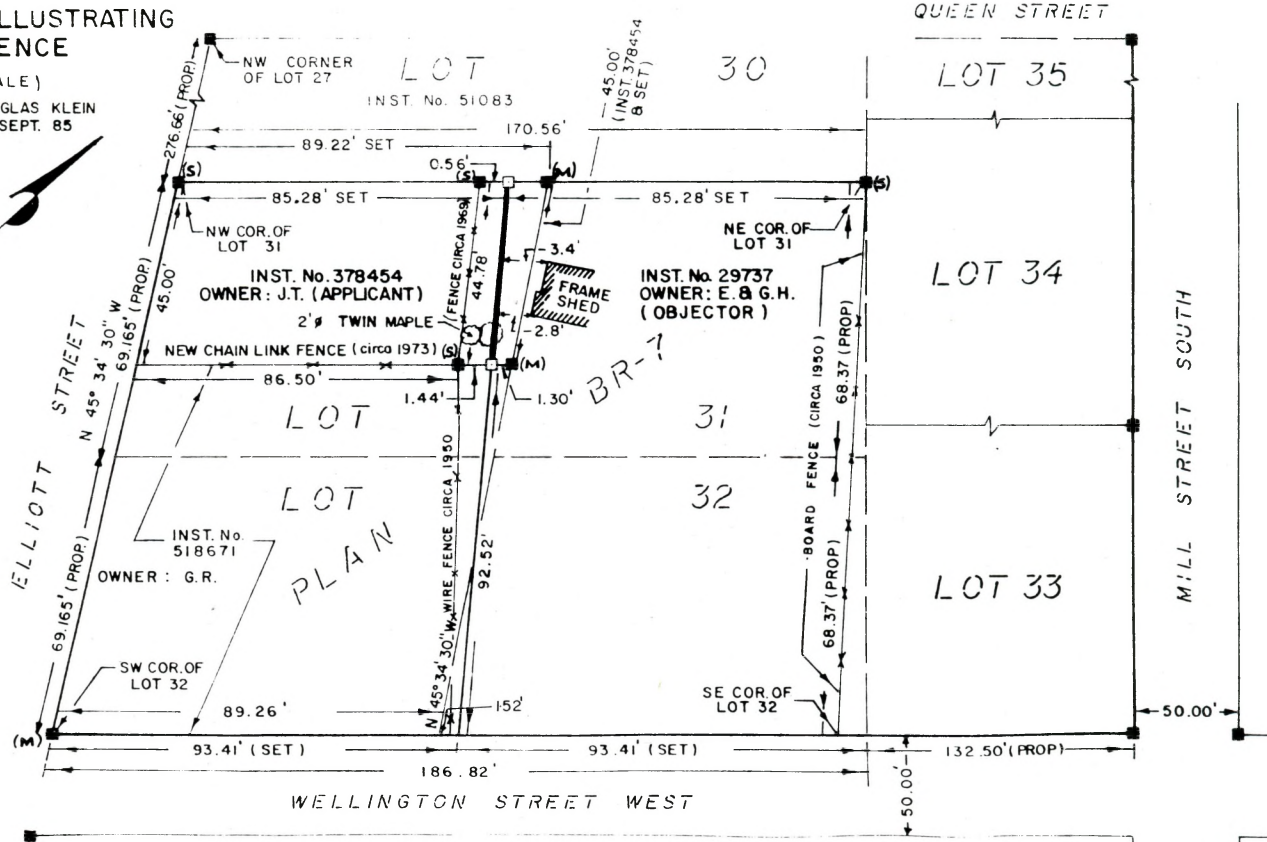 LLUSTRATING
ENCE
ALE)
GLAS KLEIN
SEPT. 85
QUEEN STREET
NW CORNER
OF LOT 27
LOT 30
INST. No. 51083
45.00'
(INST. 378454
& SET)
LOT 35
276.66' (PROP.)
170.56'
89.22' SET
(S)
0.56'
(S)
(M)
(S)
85.28' SET
85.28' SET
NW COR. OF
LOT 31
NE COR. OF
LOT 31
INST. No. 378454
OWNER: J.T. (APPLICANT)
(FENCE CIRCA 1969)
44.78'
3.4'
FRAME
SHED
2.8'
INST. No. 29737
OWNER: E. & G.H.
(OBJECTOR)
LOT 34
45.00'
2'ø TWIN MAPLE
NEW CHAIN LINK FENCE (circa 1973)
(S)
(M)
86.50'
1.44'
1.30'
BR-7
N 45° 34' 30" W
69.165' (PROP.)
ELLIOTT STREET
68.37' (PROP)
BOARD FENCE (CIRCA 1950)
MILL STREET SOUTH
LOT 31
LOT 32
PLAN
INST. No.
518671
OWNER : G.R.
WIRE FENCE CIRCA 1950
92.52'
N 45° 34' 30" W
68.37' (PROP)
LOT 33
69.165' (PROP.)
SW COR. OF
LOT 32
SE COR. OF
LOT 32
89.26'
1.52'
50.00'
(M)
93.41' (SET)
93.41' (SET)
132.50' (PROP)
186.82'
50.00'
WELLINGTON STREET WEST